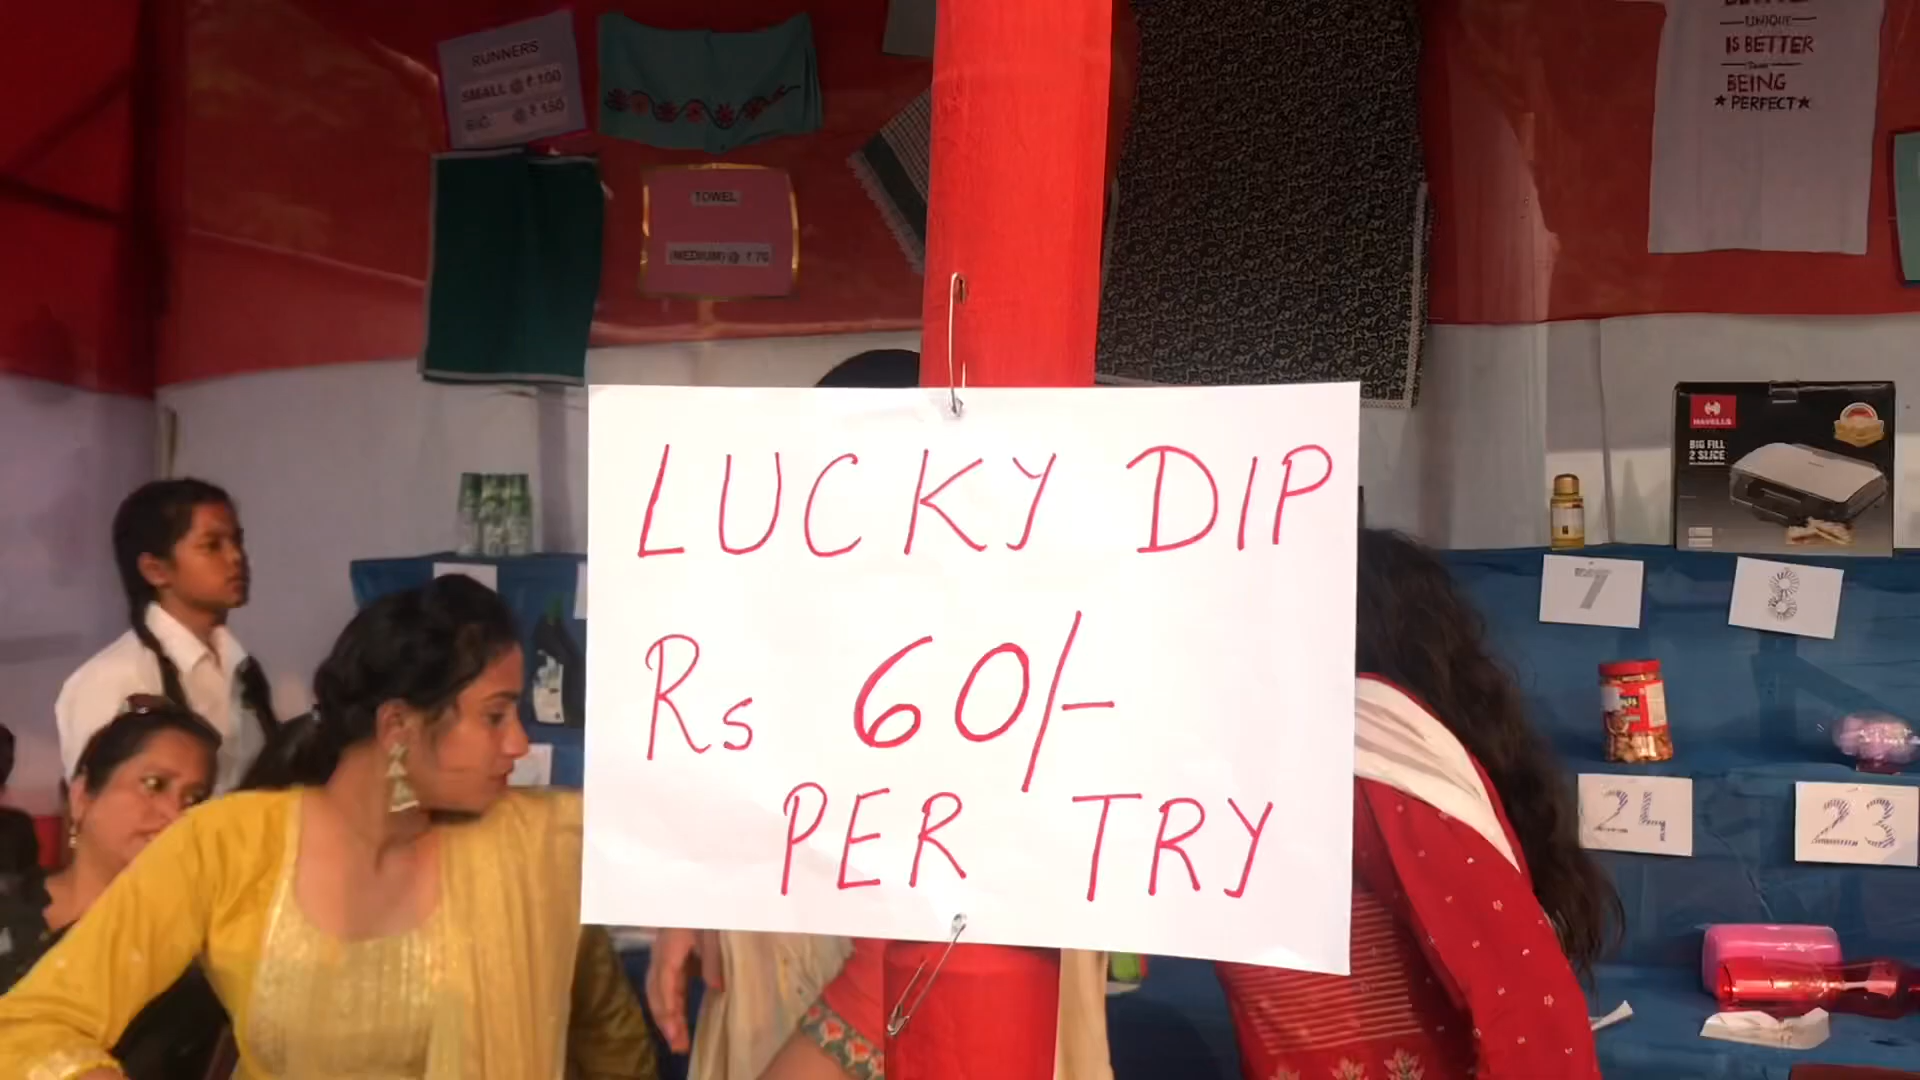 RUNNERS
SMALL @ ₹ 100
BIG @ ₹ 150
TOWEL
(MEDIUM) @ ₹ 70
UNIQUE
IS BETTER
BEING
★ PERFECT ★
LUCKY DIP
Rs 60/-
PER TRY
HAVELLS
BIG FILL
2 SLICE
7
8
21
23